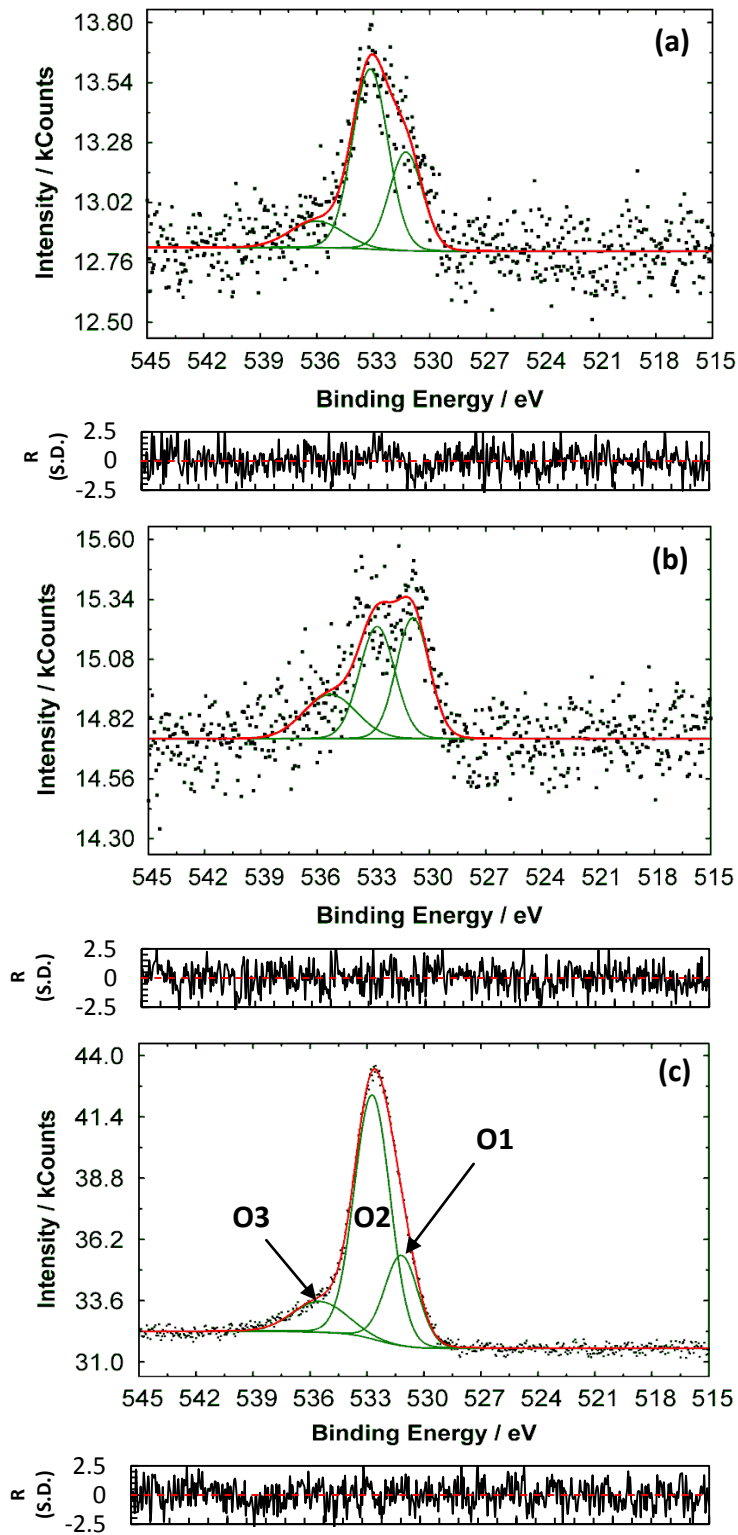 (a)
13.80
13.54
13.28
13.02
12.76
12.50
Intensity / kCounts
545 542 539 536 533 530 527 524 521 518 515
Binding Energy / eV
R
(S.D.)
2.5
0
-2.5
(b)
15.60
15.34
15.08
14.82
14.56
14.30
Intensity / kCounts
545 542 539 536 533 530 527 524 521 518 515
Binding Energy / eV
R
(S.D.)
2.5
0
-2.5
(c)
44.0
41.4
38.8
36.2
33.6
31.0
Intensity / kCounts
O1
O2
O3
545 542 539 536 533 530 527 524 521 518 515
Binding Energy / eV
R
(S.D.)
2.5
0
-2.5